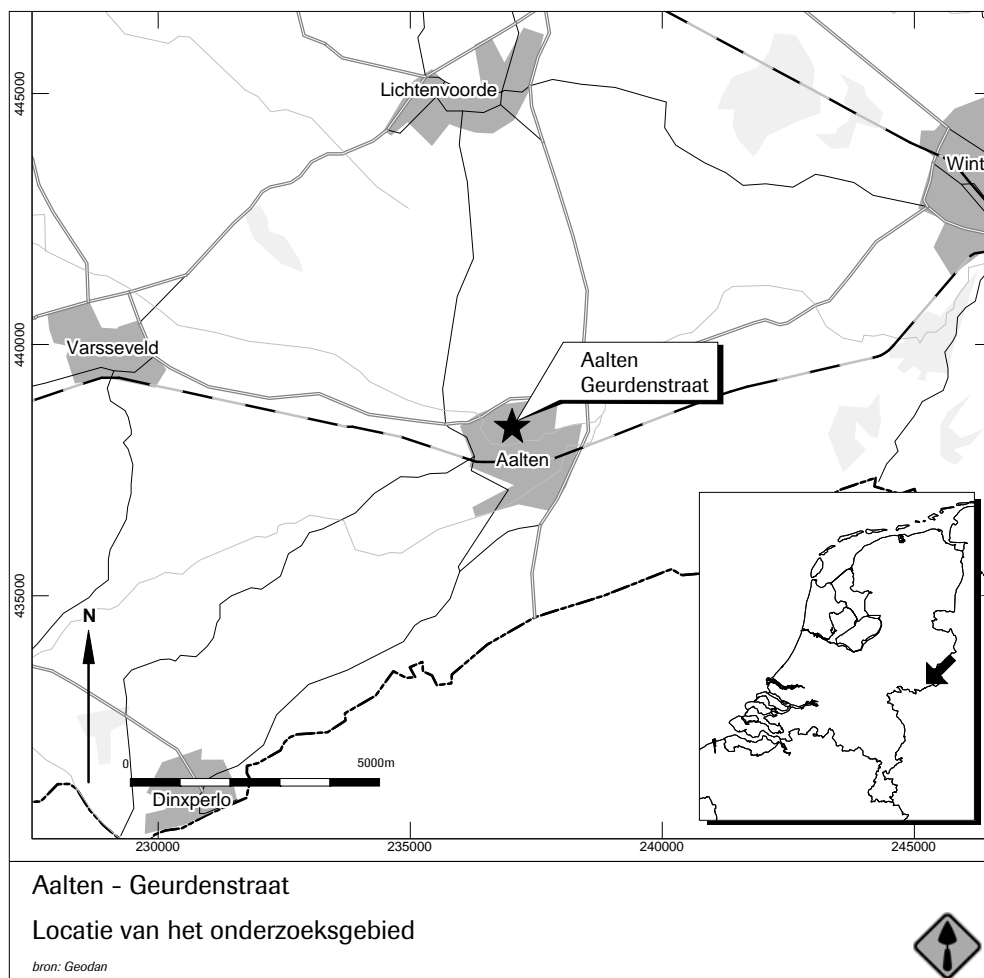 Lichtenvoorde
445000
Wint
440000
Varsseveld
Aalten
Geurdenstraat
Aalten
435000
N
0
5000m
Dinxperlo
230000
235000
240000
245000
Aalten - Geurdenstraat
Locatie van het onderzoeksgebied
bron: Geodan